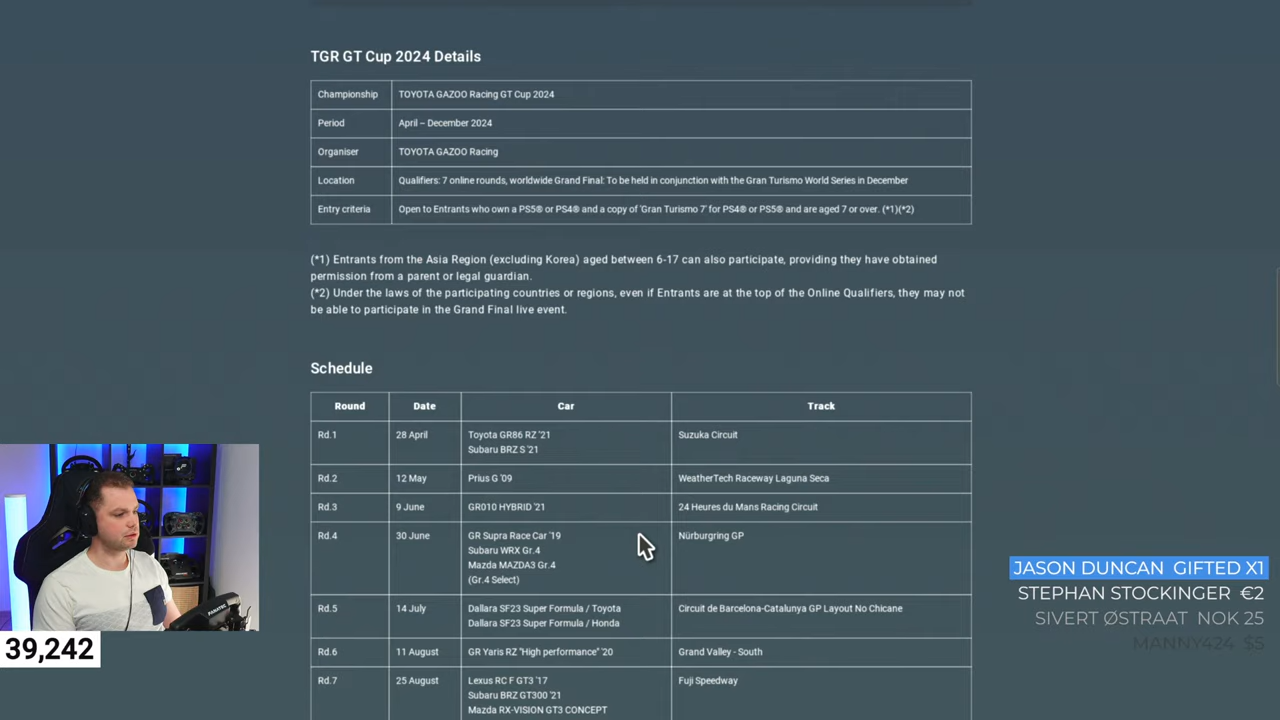 TGR GT Cup 2024 Details
Championship TOYOTA GAZOO Racing GT Cup 2024
Period April – December 2024
Organiser TOYOTA GAZOO Racing
Location Qualifiers: 7 online rounds, worldwide Grand Final: To be held in conjunction with the Gran Turismo World Series in December
Entry criteria Open to Entrants who own a PS5® or PS4® and a copy of 'Gran Turismo 7' for PS4® or PS5® and are aged 7 or over. (*1)(*2)
(*1) Entrants from the Asia Region (excluding Korea) aged between 6-17 can also participate, providing they have obtained
permission from a parent or legal guardian.
(*2) Under the laws of the participating countries or regions, even if Entrants are at the top of the Online Qualifiers, they may not
be able to participate in the Grand Final live event.
Schedule
Round Date Car Track
Rd.1 28 April Toyota GR86 RZ '21 Suzuka Circuit
Subaru BRZ S '21
Rd.2 12 May Prius G '09 WeatherTech Raceway Laguna Seca
Rd.3 9 June GR010 HYBRID '21 24 Heures du Mans Racing Circuit
Rd.4 30 June GR Supra Race Car '19 Nürburgring GP
Subaru WRX Gr.4
Mazda MAZDA3 Gr.4
(Gr.4 Select)
Rd.5 14 July Dallara SF23 Super Formula / Toyota Circuit de Barcelona-Catalunya GP Layout No Chicane
Dallara SF23 Super Formula / Honda
Rd.6 11 August GR Yaris RZ "High performance" '20 Grand Valley - South
Rd.7 25 August Lexus RC F GT3 '17 Fuji Speedway
Subaru BRZ GT300 '21
Mazda RX-VISION GT3 CONCEPT
FANATEC
39,242
JASON DUNCAN GIFTED X1
STEPHAN STOCKINGER €2
SIVERT ØSTRAAT NOK 25
MANNY424 $5